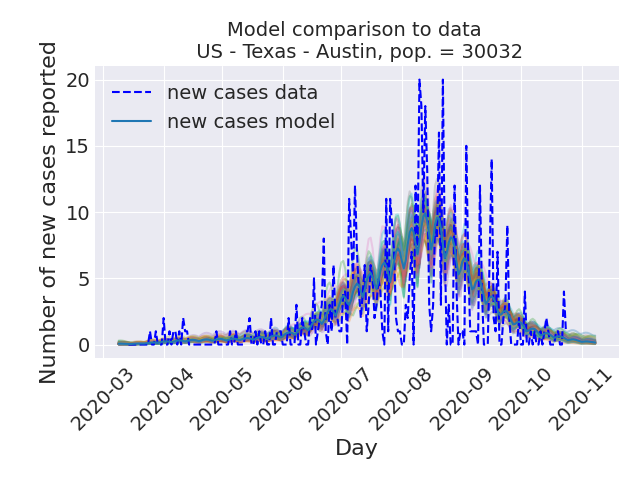 Model comparison to data
US - Texas - Austin, pop. = 30032
Number of new cases reported
20
15
10
5
0
new cases data
new cases model
2020-03
2020-04
2020-05
2020-06
2020-07
2020-08
2020-09
2020-10
2020-11
Day